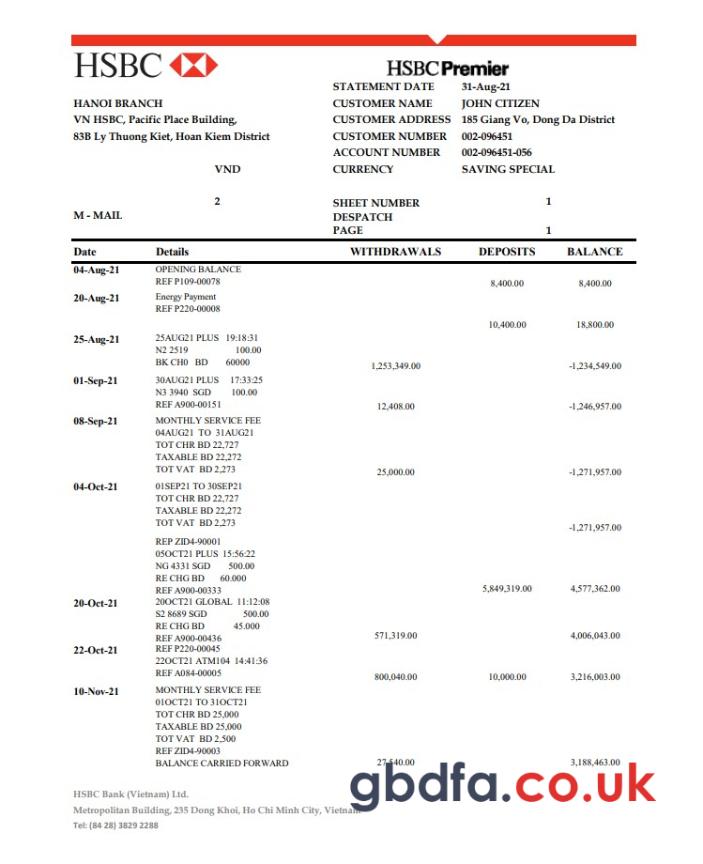 HSBC
HSBC Premier
STATEMENT DATE 31-Aug-21
HANOI BRANCH CUSTOMER NAME JOHN CITIZEN
VN HSBC, Pacific Place Building, CUSTOMER ADDRESS 185 Giang Vo, Dong Da District
83B Ly Thuong Kiet, Hoan Kiem District CUSTOMER NUMBER 002-096451
ACCOUNT NUMBER 002-096451-056
VND CURRENCY SAVING SPECIAL
2 SHEET NUMBER 1
M - MAIL DESPATCH
PAGE 1
Date Details WITHDRAWALS DEPOSITS BALANCE
04-Aug-21 OPENING BALANCE
REF P109-00078 8,400.00 8,400.00
20-Aug-21 Energy Payment
REF P220-00008
10,400.00 18,800.00
25-Aug-21 25AUG21 PLUS 19:18:31
N2 2519 100.00
BK CH0 BD 60000 1,253,349.00 -1,234,549.00
01-Sep-21 30AUG21 PLUS 17:33:25
N3 3940 SGD 100.00
REF A900-00151 12,408.00 -1,246,957.00
08-Sep-21 MONTHLY SERVICE FEE
04AUG21 TO 31AUG21
TOT CHR BD 22,727
TAXABLE BD 22,272
TOT VAT BD 2,273 25,000.00 -1,271,957.00
04-Oct-21 01SEP21 TO 30SEP21
TOT CHR BD 22,727
TAXABLE BD 22,272
TOT VAT BD 2,273 -1,271,957.00
REP ZID4-90001
05OCT21 PLUS 15:56:22
NG 4331 SGD 500.00
RE CHG BD 60.000
REF A900-00333 5,849,319.00 4,577,362.00
20-Oct-21 20OCT21 GLOBAL 11:12:08
S2 8689 SGD 500.00
RE CHG BD 45.000
REF A900-00436 571,319.00 4,006,043.00
22-Oct-21 REF P220-00045
22OCT21 ATM104 14:41:36
REF A084-00005 800,040.00 10,000.00 3,216,003.00
10-Nov-21 MONTHLY SERVICE FEE
01OCT21 TO 31OCT21
TOT CHR BD 25,000
TAXABLE BD 25,000
TOT VAT BD 2,500
REF ZID4-90003
BALANCE CARRIED FORWARD 27,540.00 3,188,463.00
gbdfa.co.uk
HSBC Bank (Vietnam) Ltd.
Metropolitan Building, 235 Dong Khoi, Ho Chi Minh City, Vietnam
Tel: (84 28) 3829 2288